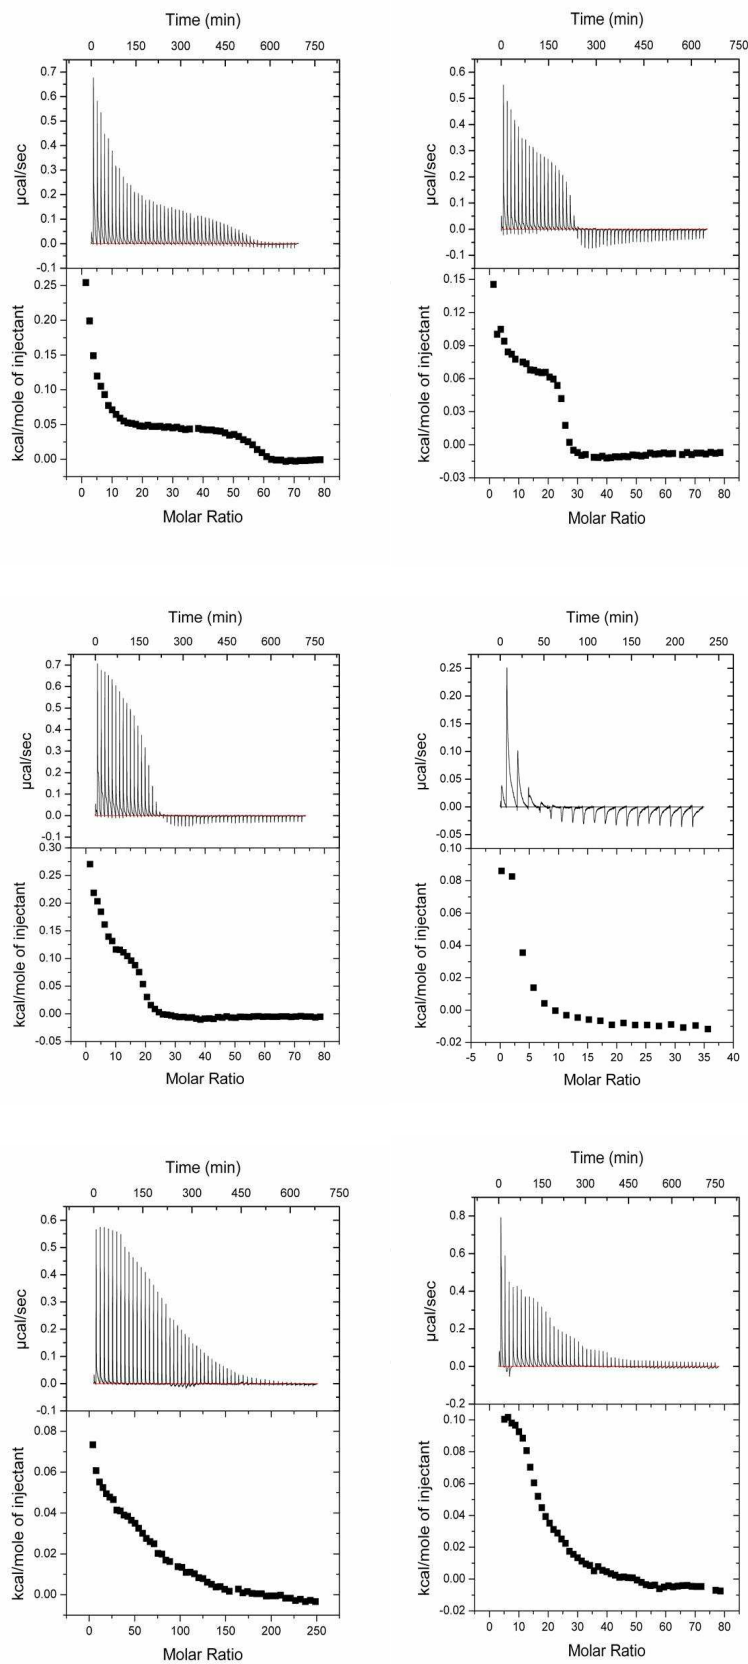 Time (min)
0 150 300 450 600 750
0.7
0.6
0.5
0.4
0.3
0.2
0.1
0.0
-0.1
µcal/sec
0.25
0.20
0.15
0.10
0.05
0.00
kcal/mole of injectant
0 10 20 30 40 50 60 70 80
Molar Ratio
Time (min)
0 150 300 450 600 750
0.6
0.5
0.4
0.3
0.2
0.1
0.0
-0.1
µcal/sec
0.15
0.12
0.09
0.06
0.03
0.00
-0.03
kcal/mole of injectant
0 10 20 30 40 50 60 70 80
Molar Ratio
Time (min)
0 150 300 450 600 750
0.7
0.6
0.5
0.4
0.3
0.2
0.1
0.0
-0.1
µcal/sec
0.30
0.25
0.20
0.15
0.10
0.05
0.00
-0.05
kcal/mole of injectant
0 10 20 30 40 50 60 70 80
Molar Ratio
Time (min)
0 25 50 75 100 125 150 175 200 225 250
0.25
0.20
0.15
0.10
0.05
0.00
-0.05
µcal/sec
0.10
0.08
0.06
0.04
0.02
0.00
-0.02
kcal/mole of injectant
-5 0 5 10 15 20 25 30 35 40
Molar Ratio
Time (min)
0 150 300 450 600 750
0.6
0.5
0.4
0.3
0.2
0.1
0.0
-0.1
µcal/sec
0.08
0.06
0.04
0.02
0.00
kcal/mole of injectant
0 50 100 150 200 250
Molar Ratio
Time (min)
0 150 300 450 600 750
0.8
0.6
0.4
0.2
0.0
-0.2
µcal/sec
0.10
0.08
0.06
0.04
0.02
0.00
-0.02
kcal/mole of injectant
0 10 20 30 40 50 60 70 80
Molar Ratio